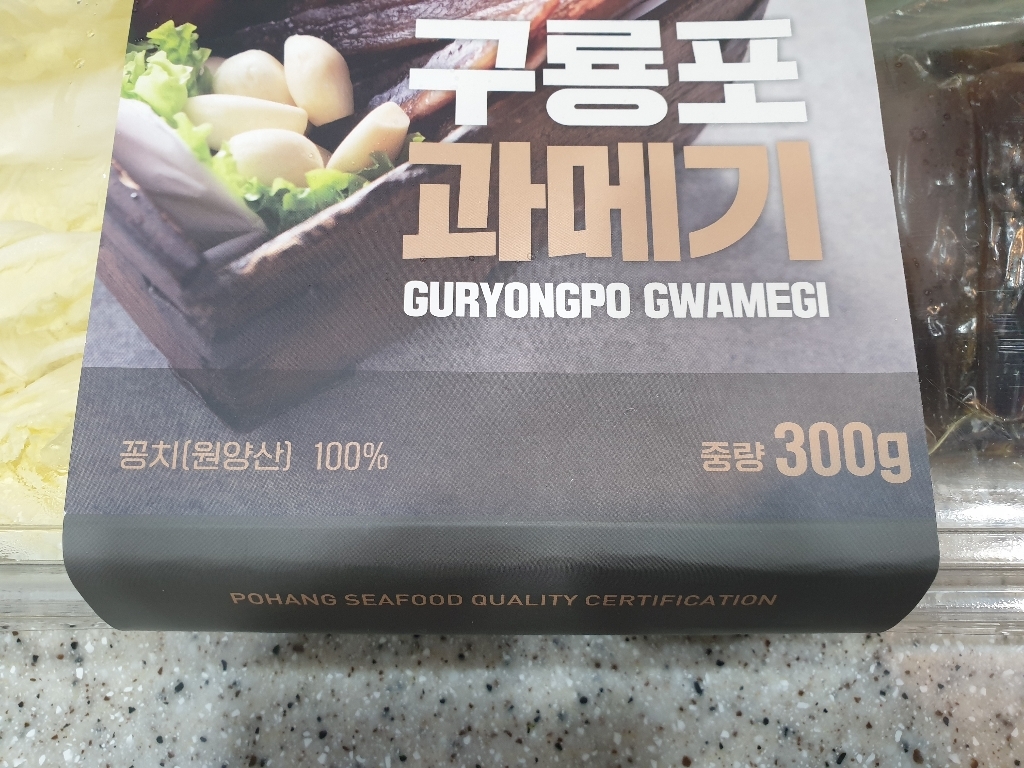 구룡포
과메기
GURYONGPO GWAMEGI
꽁치(원양산) 100%
중량 300g
POHANG SEAFOOD QUALITY CERTIFICATION